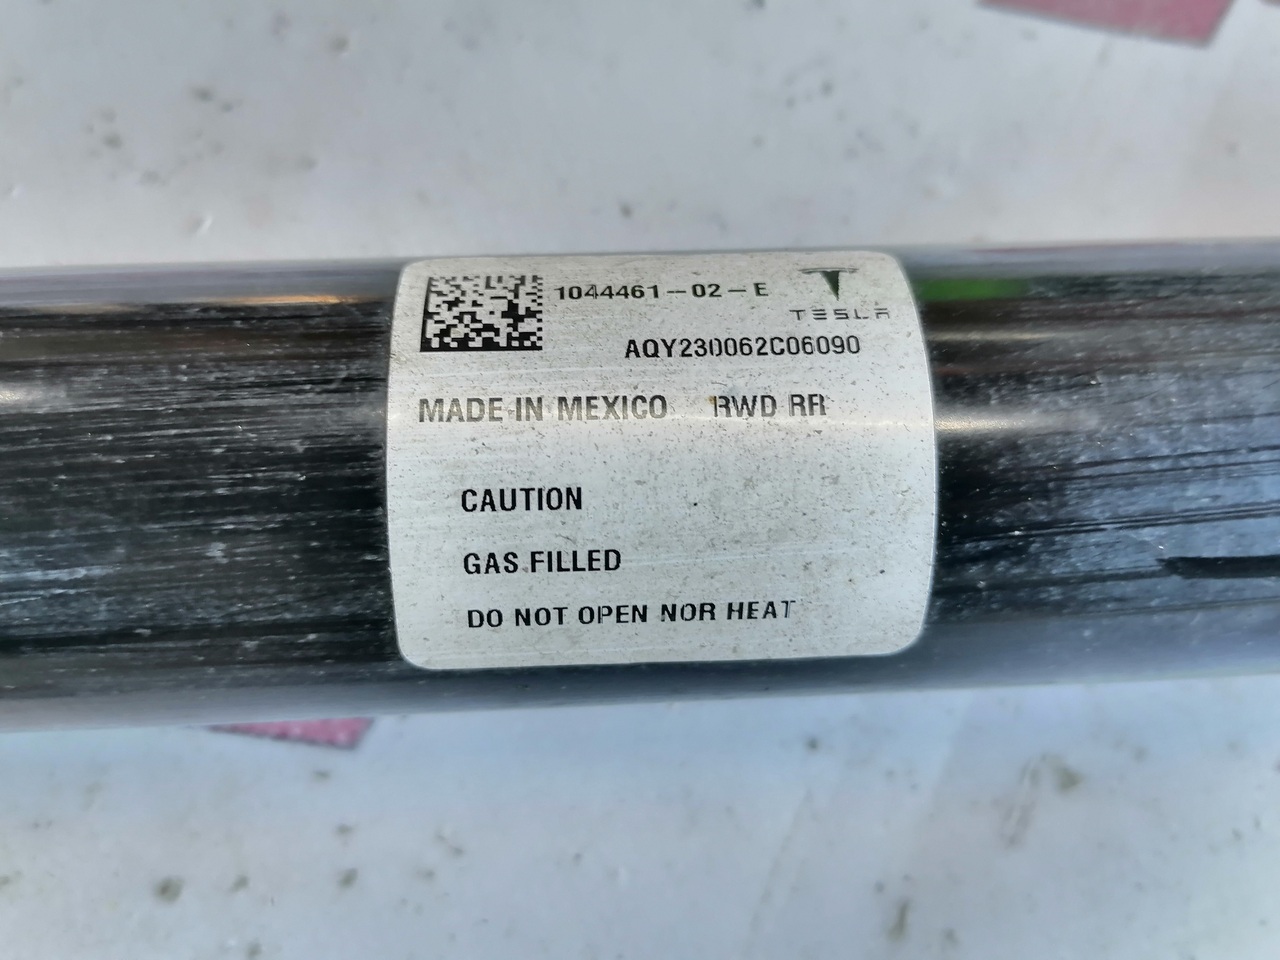 1044461-02-E
TESLA
AQY230062C06090
MADE IN MEXICO RWD RR
CAUTION
GAS FILLED
DO NOT OPEN NOR HEAT